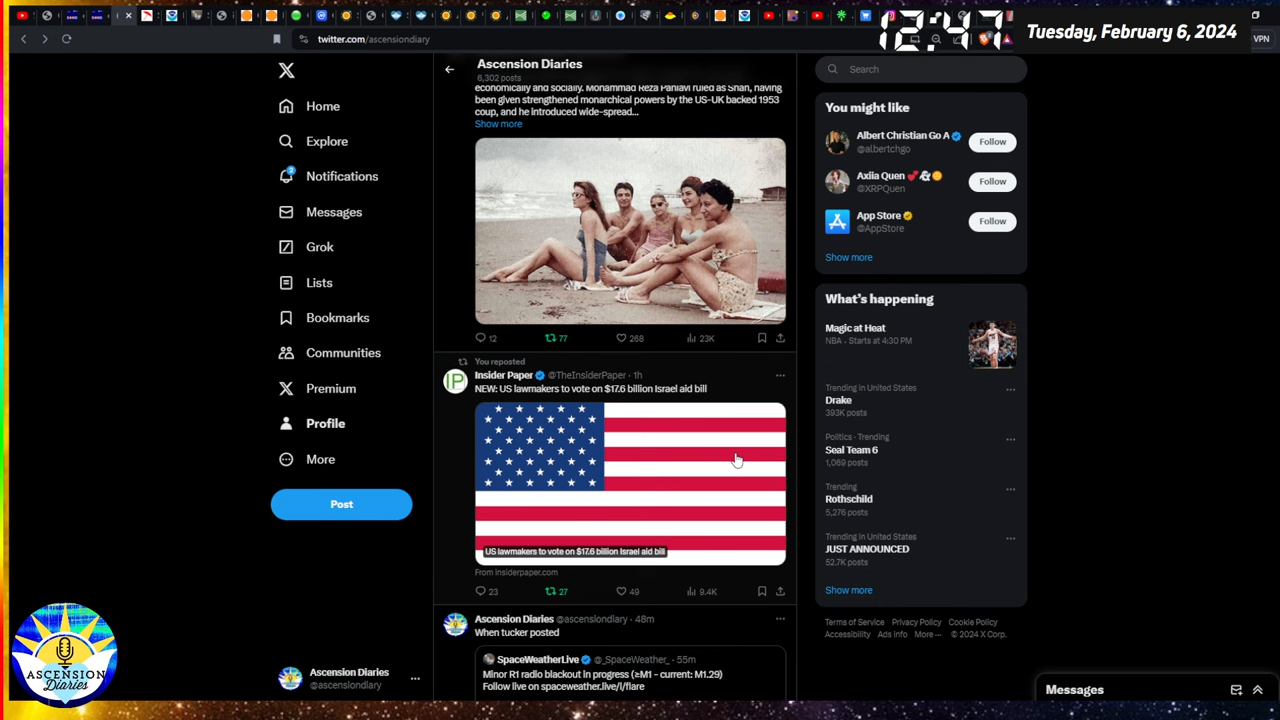 12:47
Tuesday, February 6, 2024
twitter.com/ascensiondiary
VPN
Home
Explore
2
Notifications
Messages
Grok
Lists
Bookmarks
Communities
Premium
Profile
More
Post
Ascension Diaries
@ascensiondiary
ASCENSION
Diaries
Ascension Diaries
6,302 posts
economically and socially. Mohammad Reza Pahlavi ruled as Shah, having
been given strengthened monarchical powers by the US-UK backed 1953
coup, and he introduced wide-spread...
Show more
12
77
268
23K
You reposted
Insider Paper @TheInsiderPaper · 1h
NEW: US lawmakers to vote on $17.6 billion Israel aid bill
US lawmakers to vote on $17.6 billion Israel aid bill
From insiderpaper.com
23
27
49
9.4K
Ascension Diaries @ascensiondiary · 48m
When tucker posted
SpaceWeatherLive @_SpaceWeather_ · 55m
Minor R1 radio blackout in progress (≥M1 - current: M1.29)
Follow live on spaceweather.live/l/flare
Search
You might like
Albert Christian Go A
@albertchgo
Follow
Axiia Quen
@XRPQuen
Follow
App Store
@AppStore
Follow
Show more
What's happening
Magic at Heat
NBA · Starts at 4:30 PM
Trending in United States
Drake
393K posts
Politics · Trending
Seal Team 6
1,069 posts
Trending
Rothschild
5,276 posts
Trending in United States
JUST ANNOUNCED
52.7K posts
Show more
Terms of Service Privacy Policy Cookie Policy
Accessibility Ads info More ··· © 2024 X Corp.
Messages